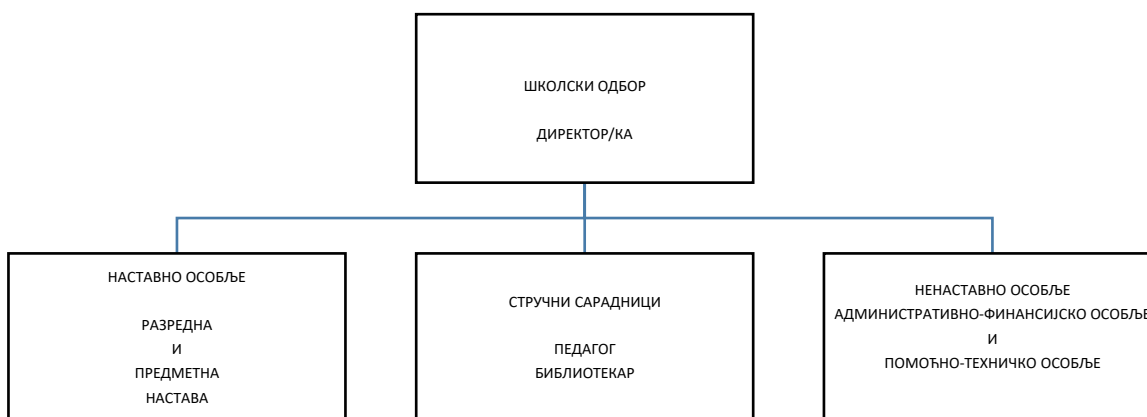 ШКОЛСКИ ОДБОР
ДИРЕКТОР/КА
НАСТАВНО ОСОБЉЕ
РАЗРЕДНА
И
ПРЕДМЕТНА
НАСТАВА
СТРУЧНИ САРАДНИЦИ
ПЕДАГОГ
БИБЛИОТЕКАР
НЕНАСТАВНО ОСОБЉЕ
АДМИНИСТРАТИВНО-ФИНАНСИЈСКО ОСОБЉЕ
И
ПОМОЋНО-ТЕХНИЧКО ОСОБЉЕ